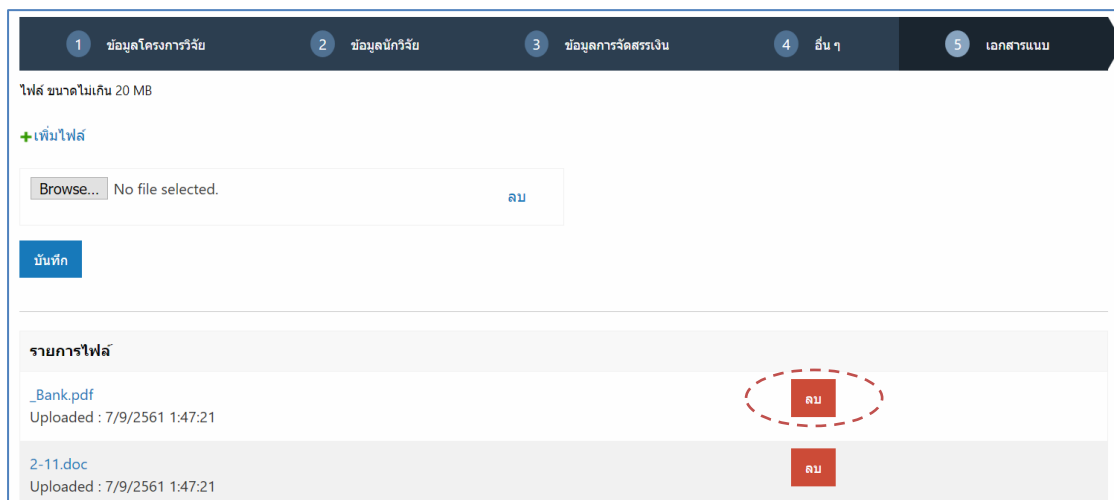 1 ข้อมูลโครงการวิจัย 2 ข้อมูลนักวิจัย 3 ข้อมูลการจัดสรรเงิน 4 อื่น ๆ 5 เอกสารแนบ
ไฟล์ ขนาดไม่เกิน 20 MB
+เพิ่มไฟล์
Browse... No file selected. ลบ
บันทึก
รายการไฟล์
_Bank.pdf
ลบ
Uploaded : 7/9/2561 1:47:21
2-11.doc
ลบ
Uploaded : 7/9/2561 1:47:21